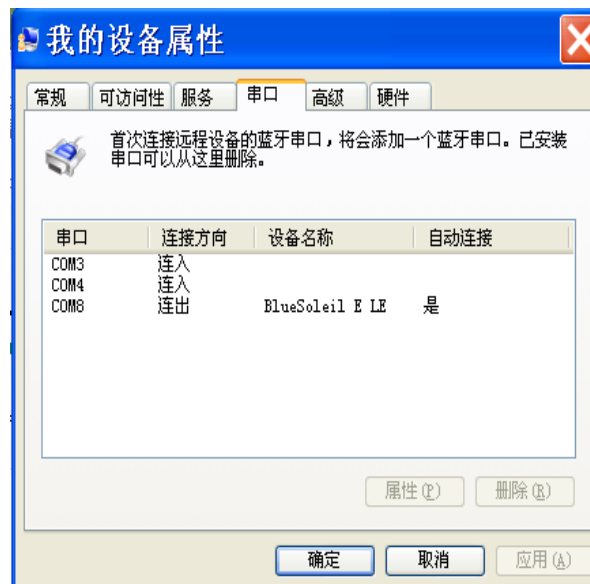 我的设备属性
常规 可访问性 服务 串口 高级 硬件
首次连接远程设备的蓝牙串口，将会添加一个蓝牙串口。已安装
串口可以从这里删除。
串口 连接方向 设备名称 自动连接
COM3 连入
COM4 连入
COM8 连出 BlueSoleil E LE 是
属性(P) 删除(R)
确定 取消 应用(A)